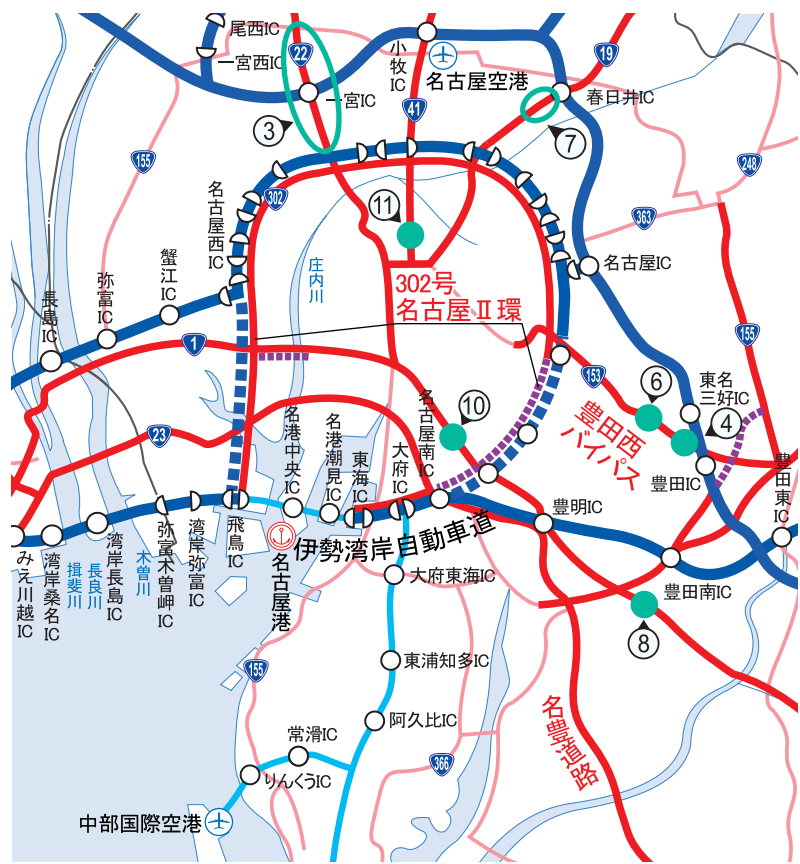 尾西IC
一宮西IC
22
小牧IC
名古屋空港
19
一宮IC
41
春日井IC
③
⑦
155
248
名古屋西IC
302
363
⑪
名古屋IC
庄内川
302号
名古屋Ⅱ環
蟹江IC
弥富IC
長島IC
1
155
153
⑥
東名
三好IC
④
豊田西
バイパス
名古屋南IC
⑩
23
名港中央IC
名港潮見IC
東海IC
大府IC
豊田IC
豊田東IC
豊明IC
飛鳥IC
伊勢湾岸自動車道
みえ川越IC
湾岸桑名IC
揖斐川
長良川
湾岸長島IC
木曽川
弥富木曽岬IC
湾岸弥富IC
名古屋港
大府東海IC
豊田南IC
⑧
155
東浦知多IC
阿久比IC
名豊道路
常滑IC
りんくうIC
366
中部国際空港